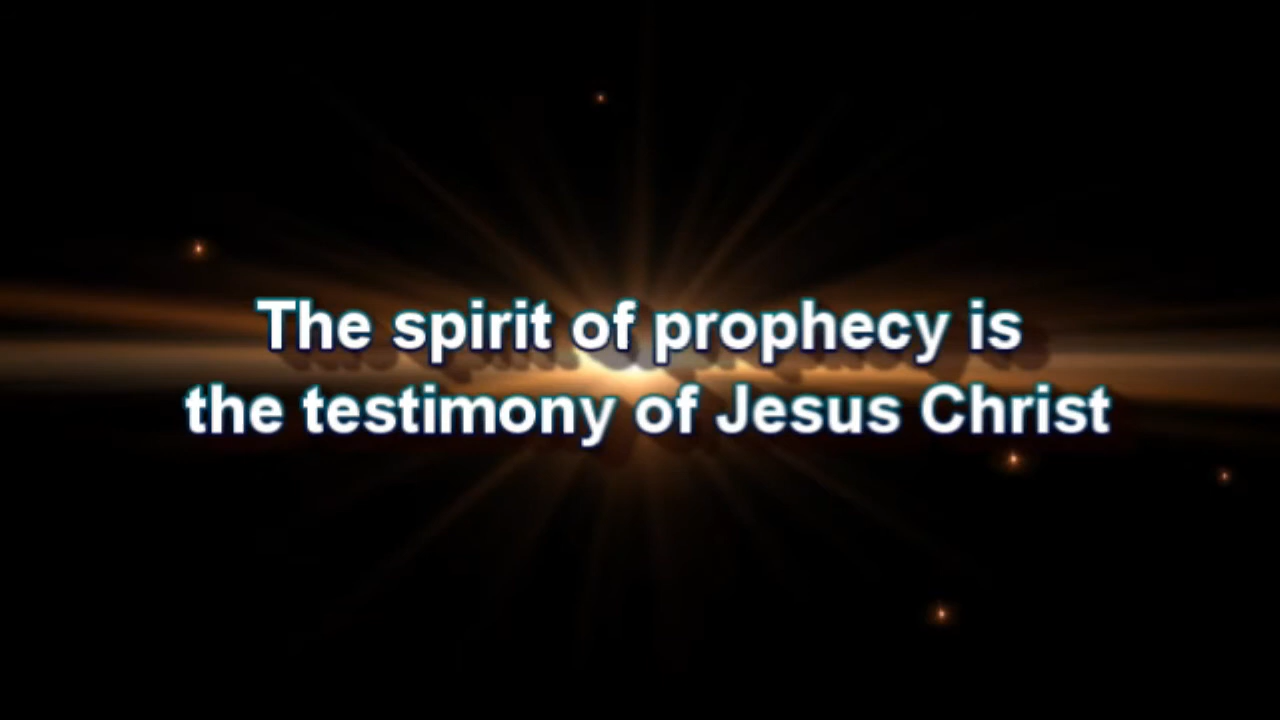 The spirit of prophecy is
the testimony of Jesus Christ